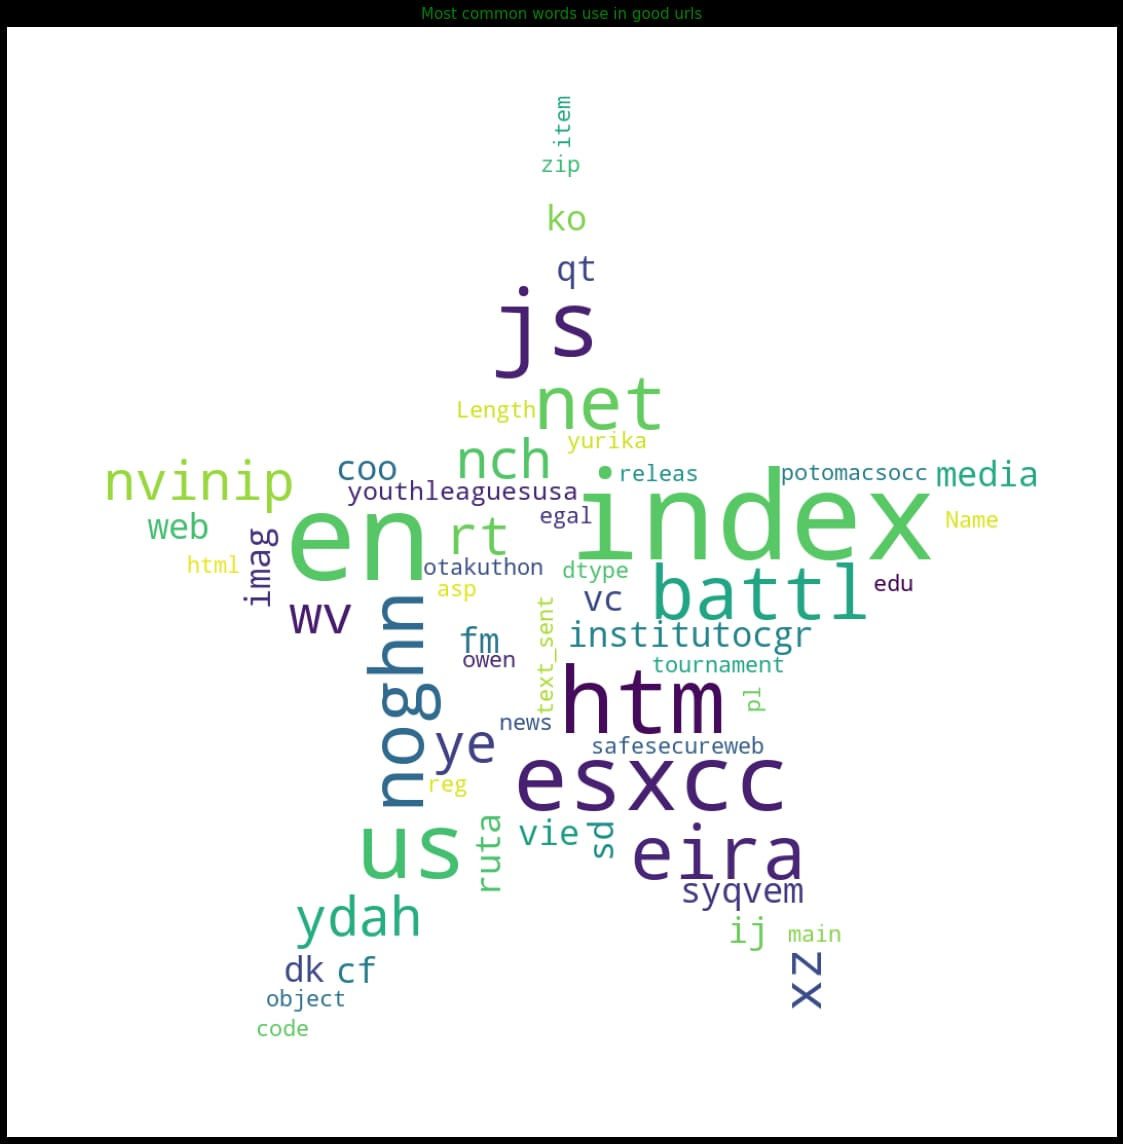 Most common words use in good urls
item
zip
ko
qt
js
net
Length
yurika
nch
coo
releas
potomacsocc
media
nvinip
youthleaguesusa
index
en
egal
Name
web
rt
imag
html
otakuthon
dtype
edu
asp
battl
vc
wv
noghn
fm
institutocgr
owen
text_sent
tournament
htm
pl
news
ye
safesecureweb
reg
esxcc
us
ruta
vie
sd
eira
syqvem
ydah
ij
main
dk
cf
xz
object
code